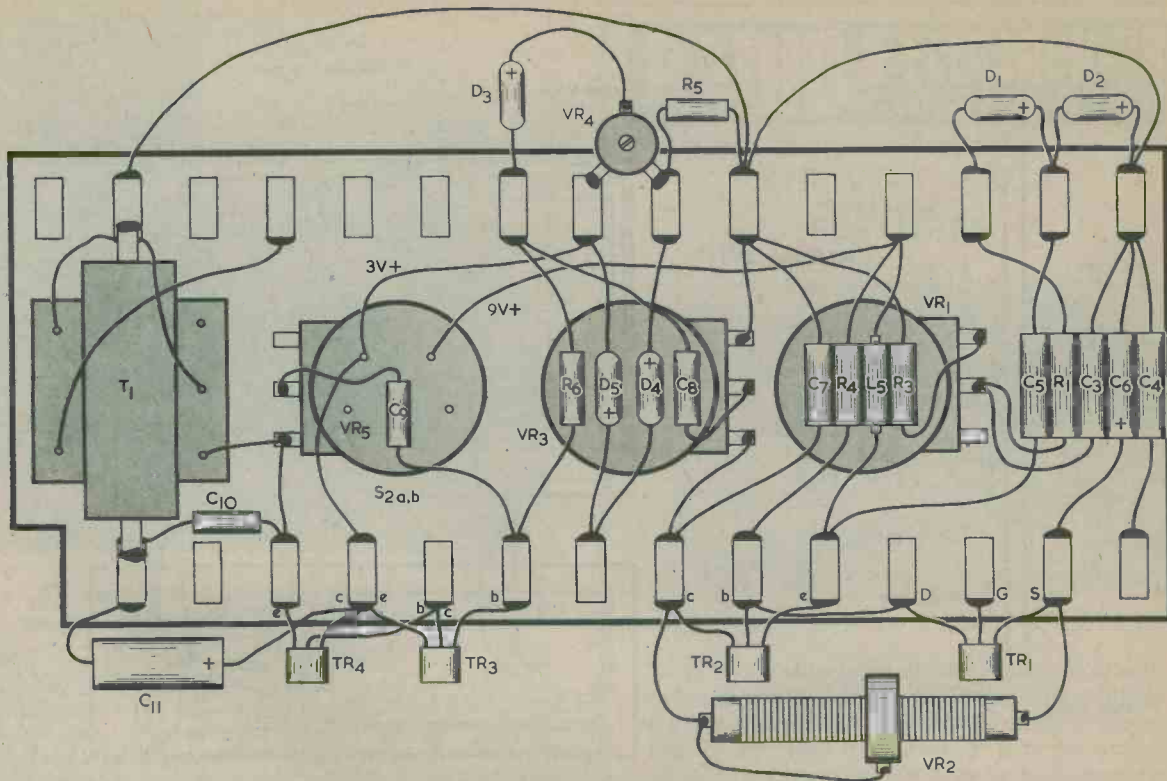 D3
VR4
R5
D1
D2
3V+
9V+
VR1
T1
C9
VR5
R6
D5
D4
C8
VR3
C7
R4
L5
R3
C5
R1
C3
C6
C4
+
S2a,b
C10
e
c
e
b
c
b
c
b
e
D
G
S
TR4
TR3
TR2
TR1
C11
+
VR2